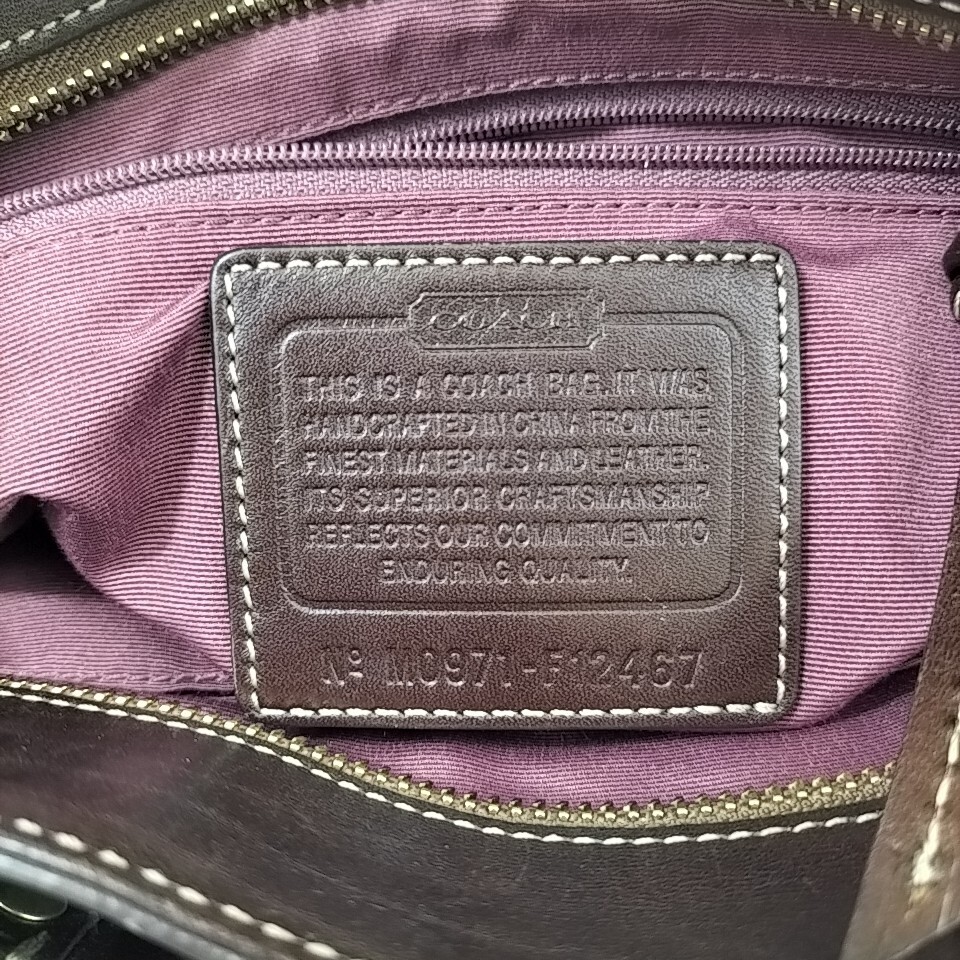 COACH
THIS IS A COACH BAG. IT WAS
HANDCRAFTED IN CHINA FROM THE
FINEST MATERIALS AND LEATHER.
ITS SUPERIOR CRAFTSMANSHIP
REFLECTS OUR COMMITMENT TO
ENDURING QUALITY.
Nº M0971-F12467